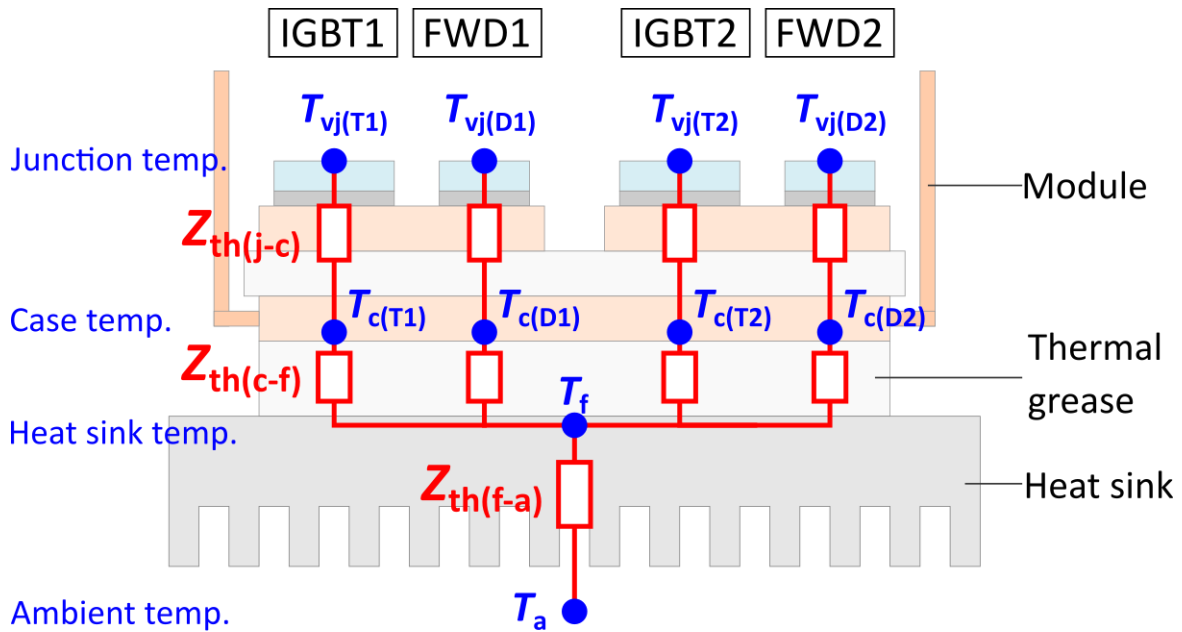 IGBT1 FWD1 IGBT2 FWD2
Tvj(T1) Tvj(D1) Tvj(T2) Tvj(D2)
Junction temp.
Module
Zth(j-c)
Tc(T1) Tc(D1) Tc(T2) Tc(D2)
Case temp.
Thermal
grease
Zth(c-f)
Tf
Heat sink temp.
Zth(f-a)
Heat sink
Ambient temp.
Ta